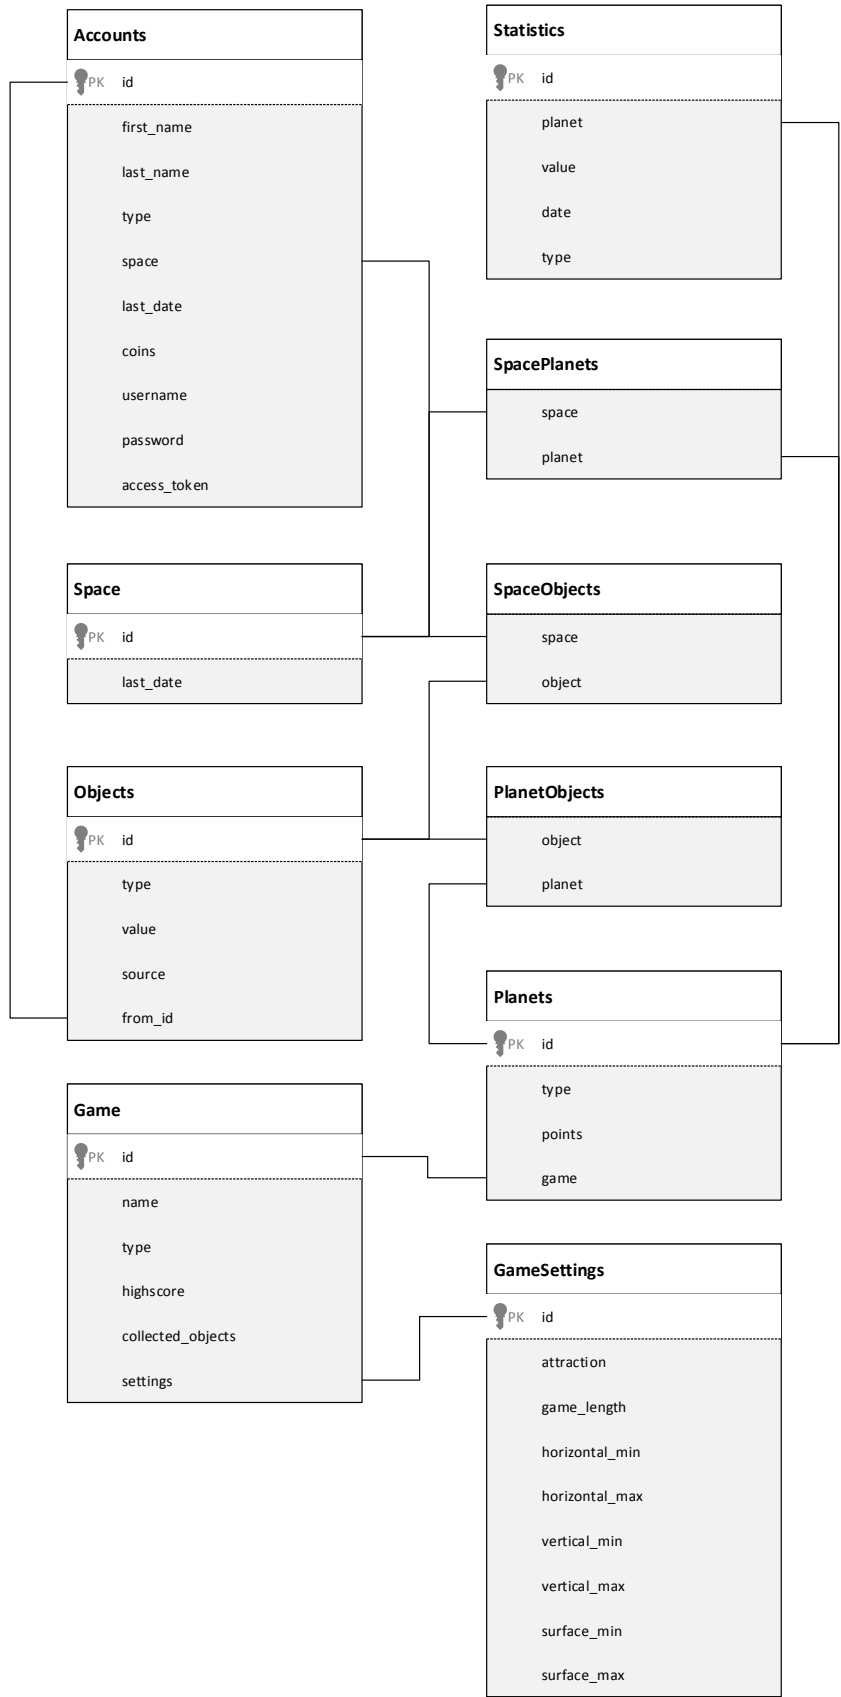 Accounts
PK id
first_name
last_name
type
space
last_date
coins
username
password
access_token
Space
PK id
last_date
Objects
PK id
type
value
source
from_id
Game
PK id
name
type
highscore
collected_objects
settings
Statistics
PK id
planet
value
date
type
SpacePlanets
space
planet
SpaceObjects
space
object
PlanetObjects
object
planet
Planets
PK id
type
points
game
GameSettings
PK id
attraction
game_length
horizontal_min
horizontal_max
vertical_min
vertical_max
surface_min
surface_max